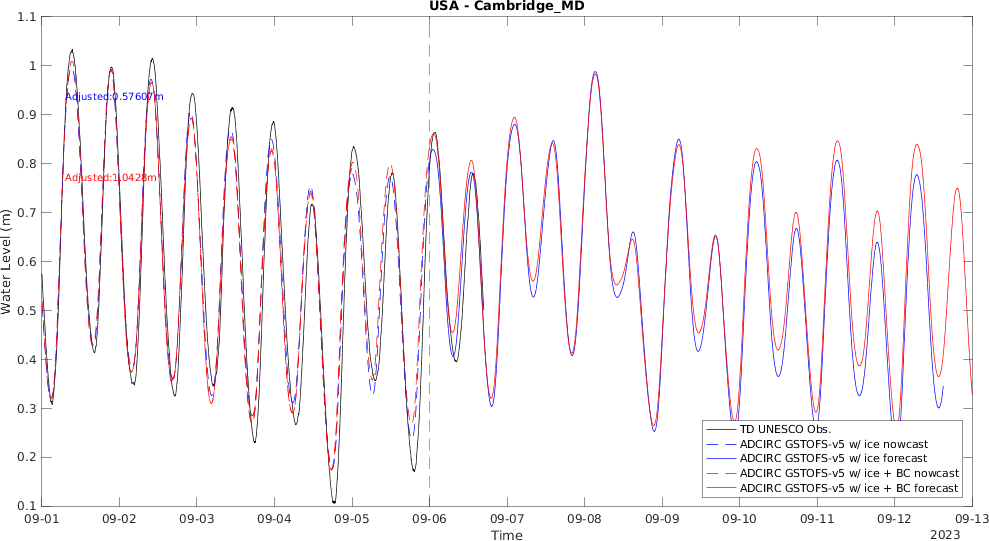 USA - Cambridge_MD
1.1
1
0.9
0.8
0.7
0.6
0.5
0.4
0.3
0.2
0.1
Water Level (m)
Adjusted:0.57607m
Adjusted:1.0428m
TD UNESCO Obs.
ADCIRC GSTOFS-v5 w/ ice nowcast
ADCIRC GSTOFS-v5 w/ ice forecast
ADCIRC GSTOFS-v5 w/ ice + BC nowcast
ADCIRC GSTOFS-v5 w/ ice + BC forecast
09-01 09-02 09-03 09-04 09-05 09-06 09-07 09-08 09-09 09-10 09-11 09-12 09-13
Time
2023